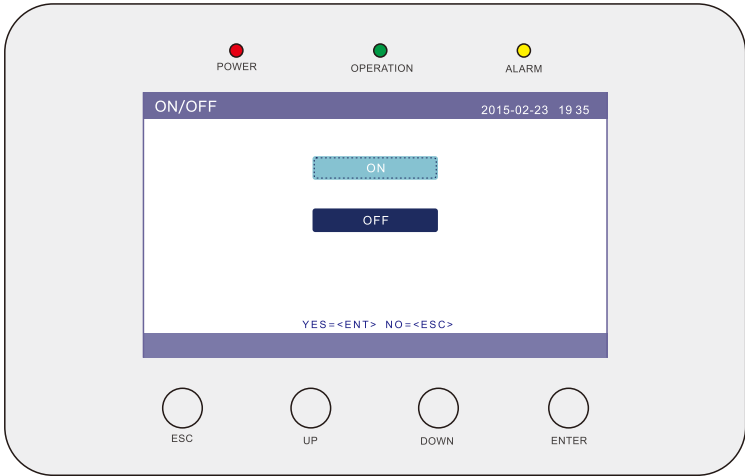 POWER OPERATION ALARM
ON/OFF 2015-02-23 19 35
ON
OFF
YES=<ENT> NO=<ESC>
ESC UP DOWN ENTER